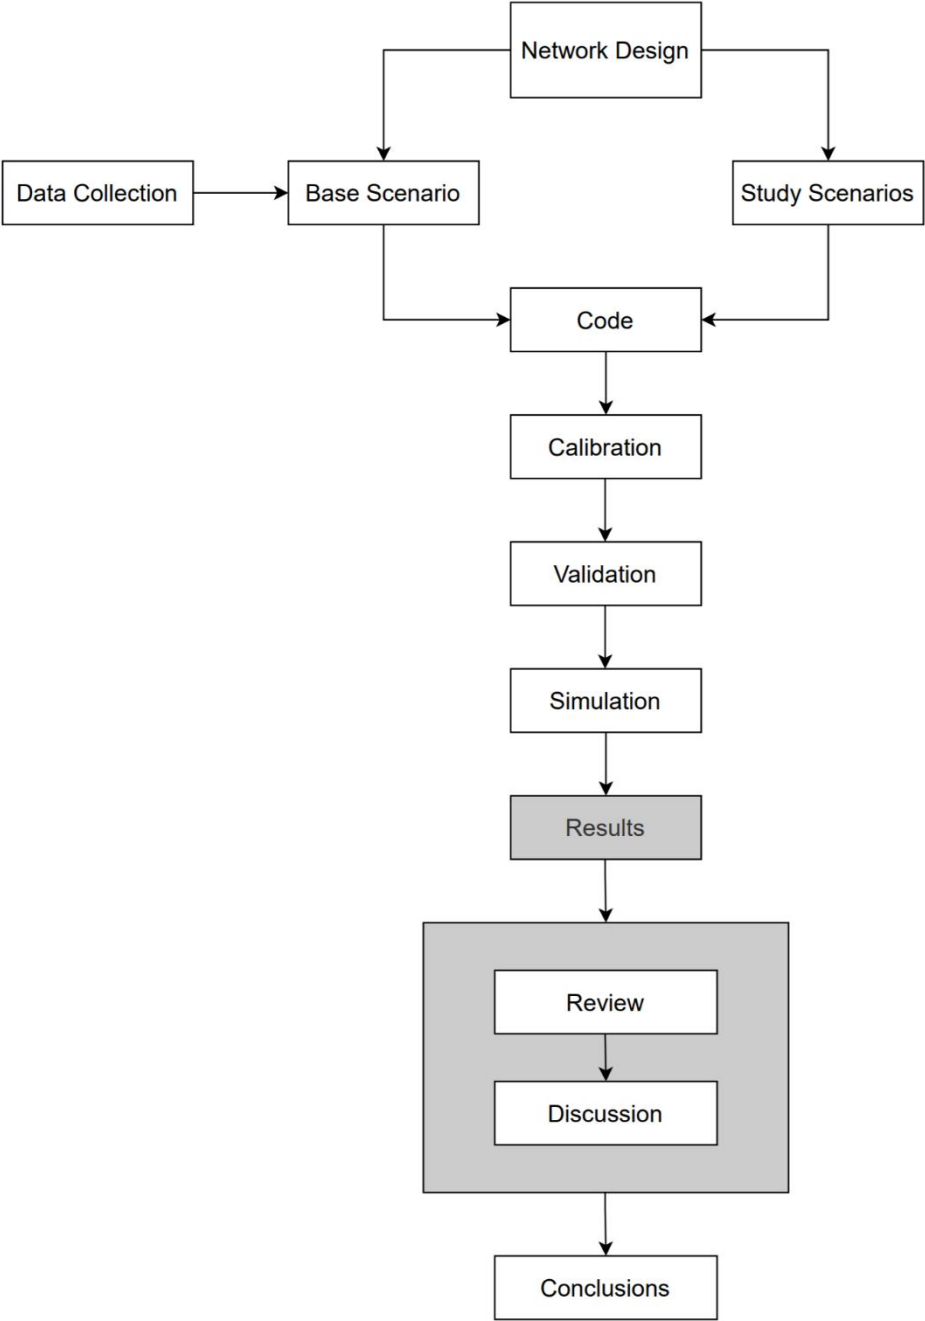 Network Design
Data Collection
Base Scenario
Study Scenarios
Code
Calibration
Validation
Simulation
Results
Review
Discussion
Conclusions